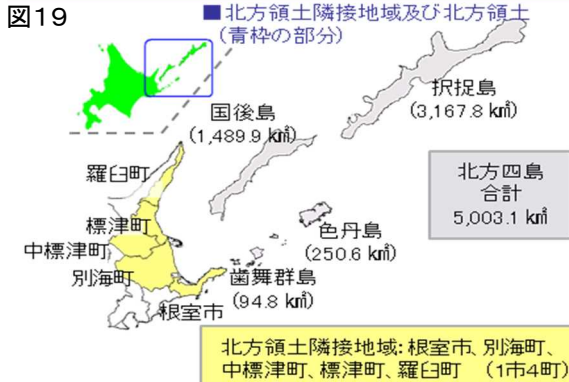 図19
■北方領土隣接地域及び北方領土
(青枠の部分)
択捉島
(3,167.8 k㎡)
国後島
(1,489.9 k㎡)
羅臼町
北方四島
合計
5,003.1 k㎡
標津町
中標津町
色丹島
(250.6 k㎡)
別海町
歯舞群島
(94.8 k㎡)
根室市
北方領土隣接地域:根室市、別海町、
中標津町、標津町、羅臼町 (1市4町)